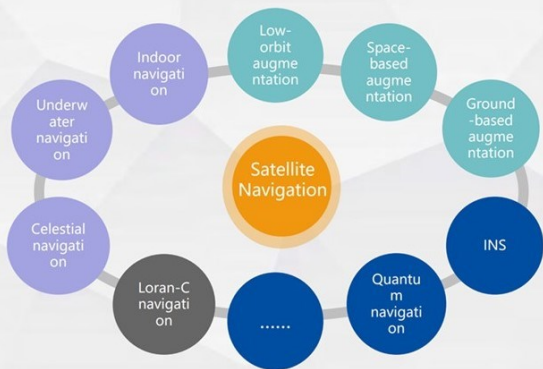 Low-
orbit
augme
ntation
Space-
based
augme
ntation
Ground
-based
augme
ntation
INS
Quantu
m
navigati
on
......
Loran-C
navigati
on
Celestial
navigati
on
Underw
ater
navigati
on
Indoor
navigati
on
Satellite
Navigation